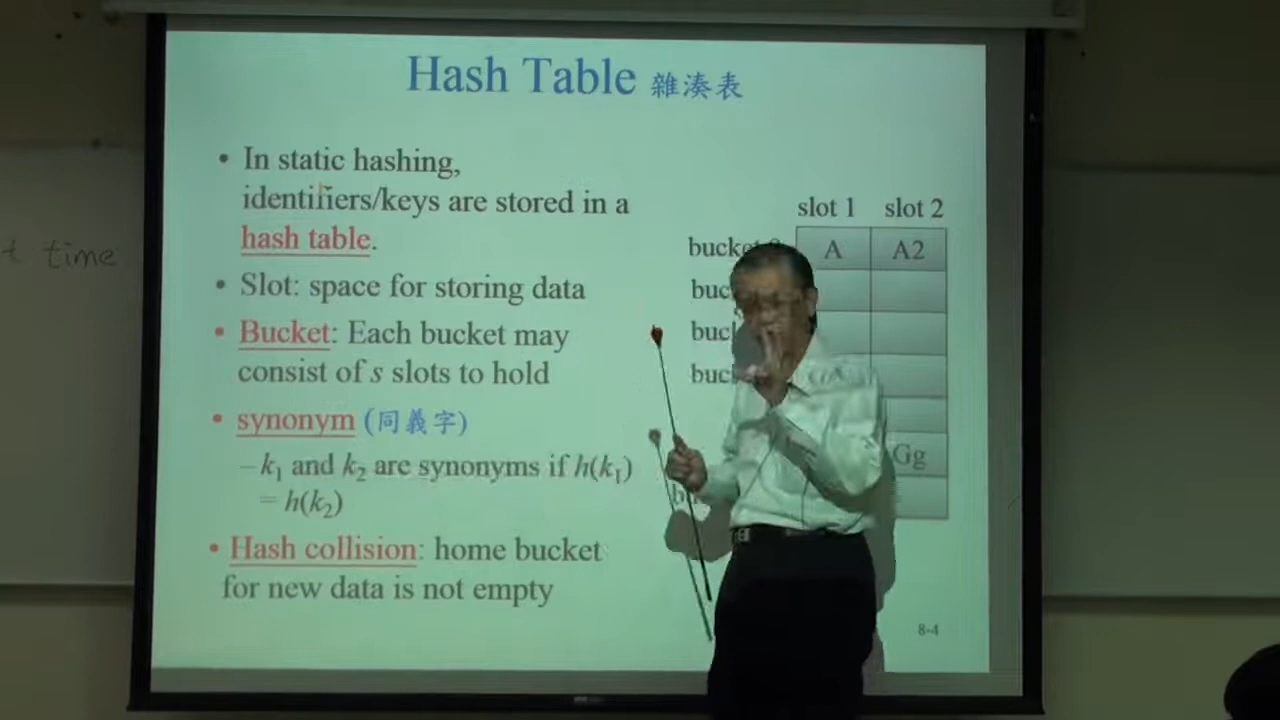 Hash Table 雜湊表
• In static hashing,
identifiers/keys are stored in a
hash table.
• Slot: space for storing data
• Bucket: Each bucket may
consist of s slots to hold
• synonym (同義字)
–k₁ and k₂ are synonyms if h(k₁)
= h(k₂)
• Hash collision: home bucket
for new data is not empty
slot 1 slot 2
A A2
Gg
8-4
time